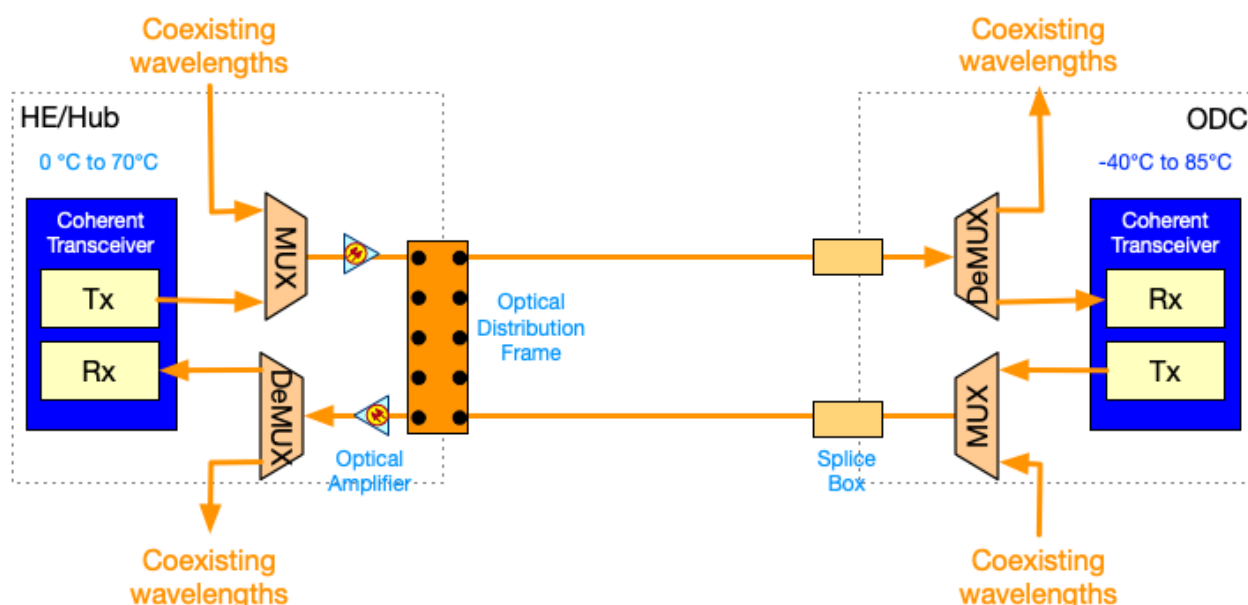 Coexisting
wavelengths
Coexisting
wavelengths
HE/Hub
ODC
0 °C to 70°C
-40°C to 85°C
Coherent
Transceiver
Tx
Rx
MUX
DeMUX
Optical
Amplifier
Optical
Distribution
Frame
Splice
Box
DeMUX
MUX
Coherent
Transceiver
Rx
Tx
Coexisting
wavelengths
Coexisting
wavelengths